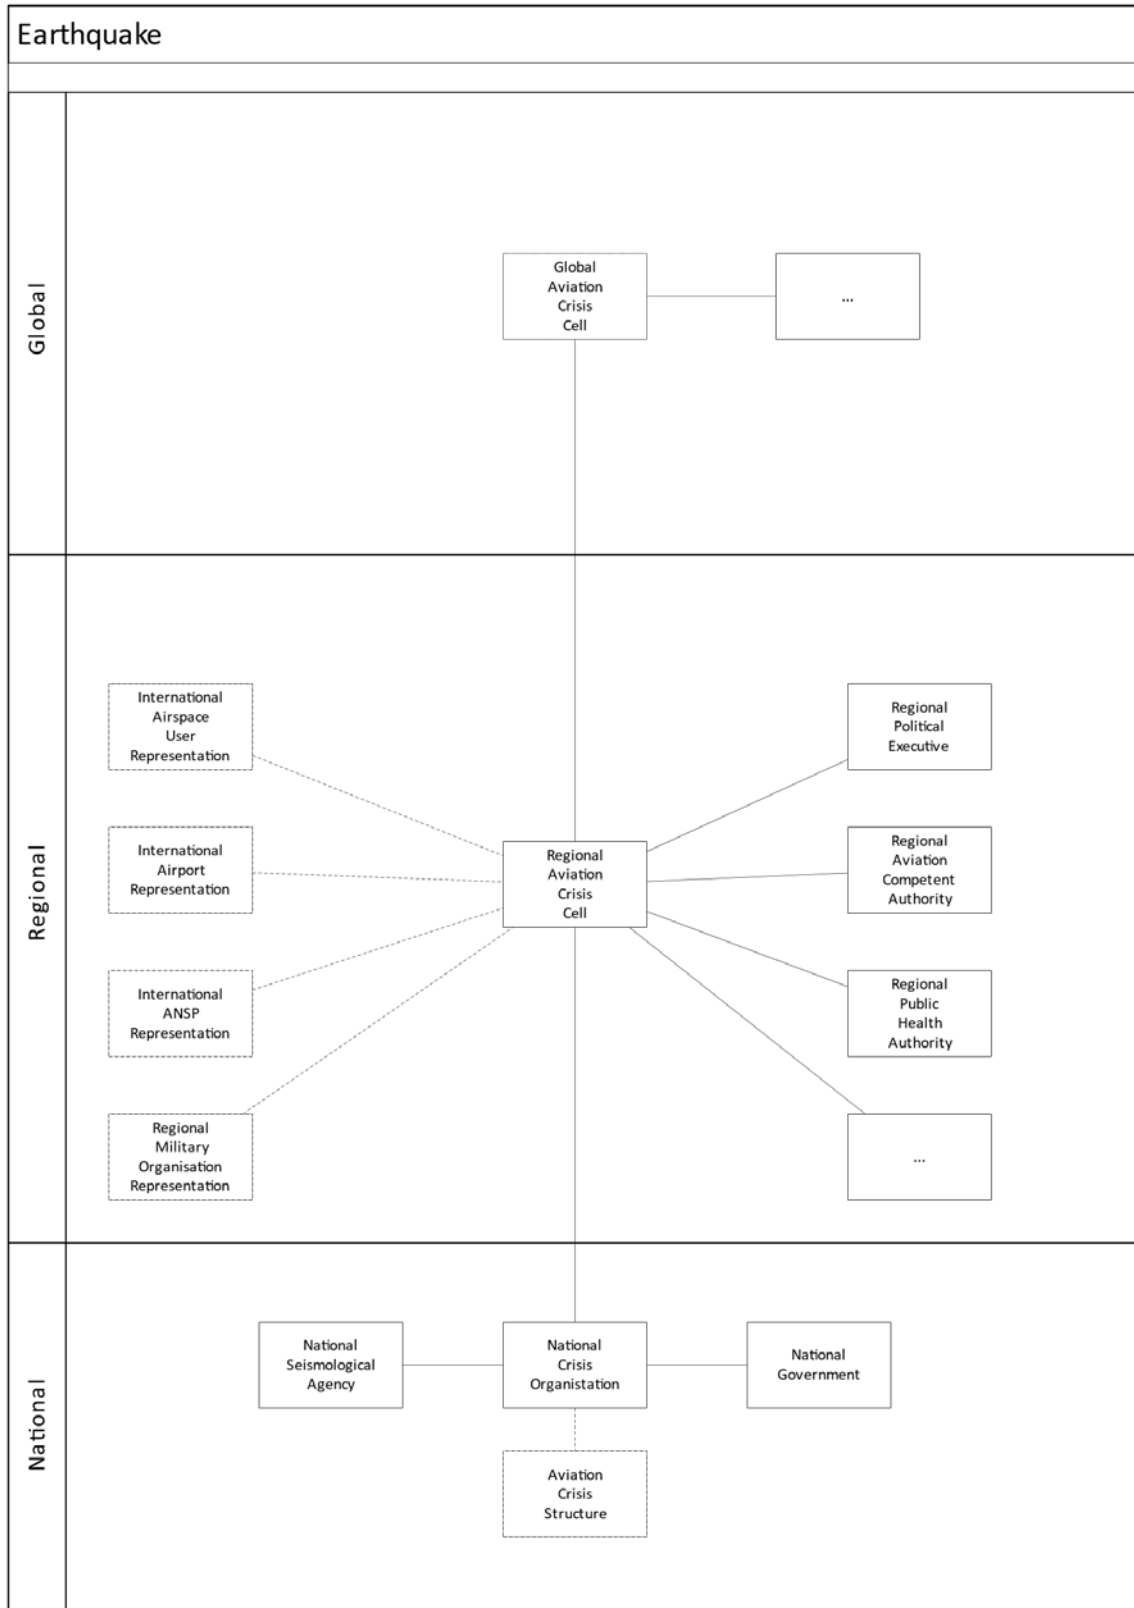 Earthquake
Global
Global
Aviation
Crisis
Cell
...
Regional
International
Airspace
User
Representation
Regional
Political
Executive
International
Airport
Representation
Regional
Aviation
Crisis
Cell
Regional
Aviation
Competent
Authority
International
ANSP
Representation
Regional
Public
Health
Authority
Regional
Military
Organisation
Representation
...
National
National
Seismological
Agency
National
Crisis
Organistation
National
Government
Aviation
Crisis
Structure